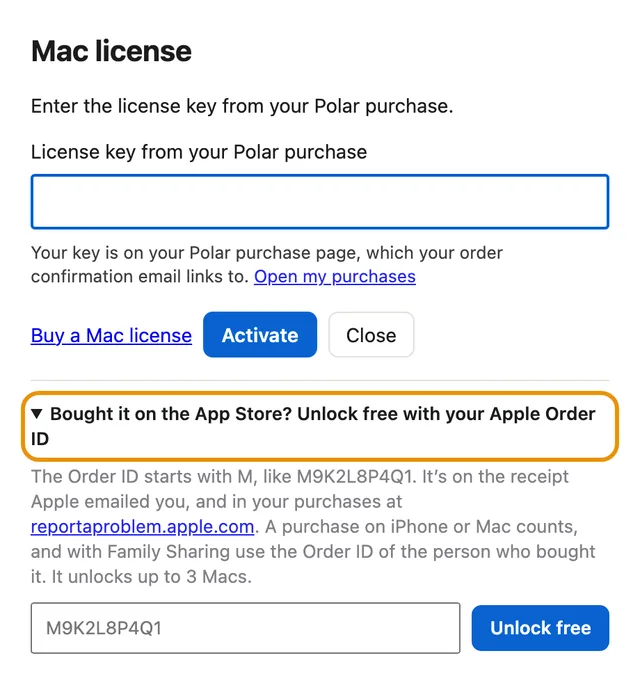 Mac license
Enter the license key from your Polar purchase.
License key from your Polar purchase
Your key is on your Polar purchase page, which your order
confirmation email links to. Open my purchases
Buy a Mac license Activate Close
▼ Bought it on the App Store? Unlock free with your Apple Order
ID
The Order ID starts with M, like M9K2L8P4Q1. It’s on the receipt
Apple emailed you, and in your purchases at
reportaproblem.apple.com. A purchase on iPhone or Mac counts,
and with Family Sharing use the Order ID of the person who bought
it. It unlocks up to 3 Macs.
M9K2L8P4Q1 Unlock free